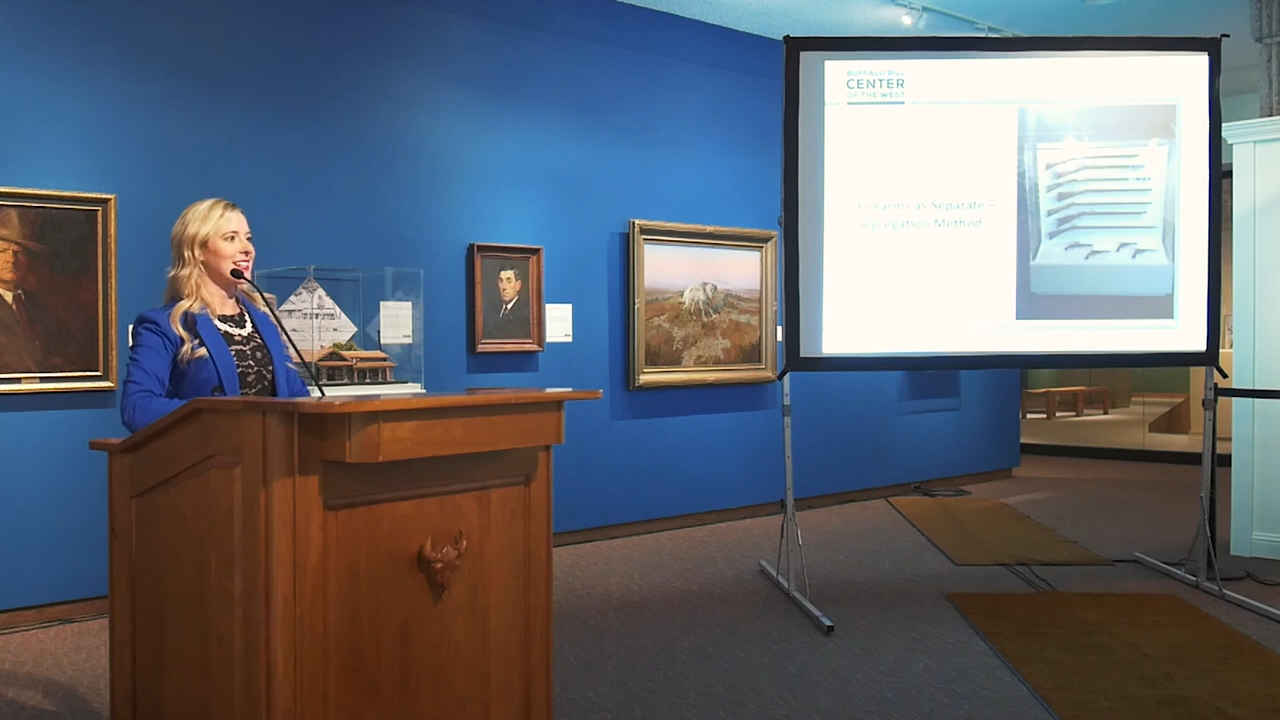 BUFFALO BILL
CENTER
OF THE WEST
Firearms as Separate –
Segregation Method